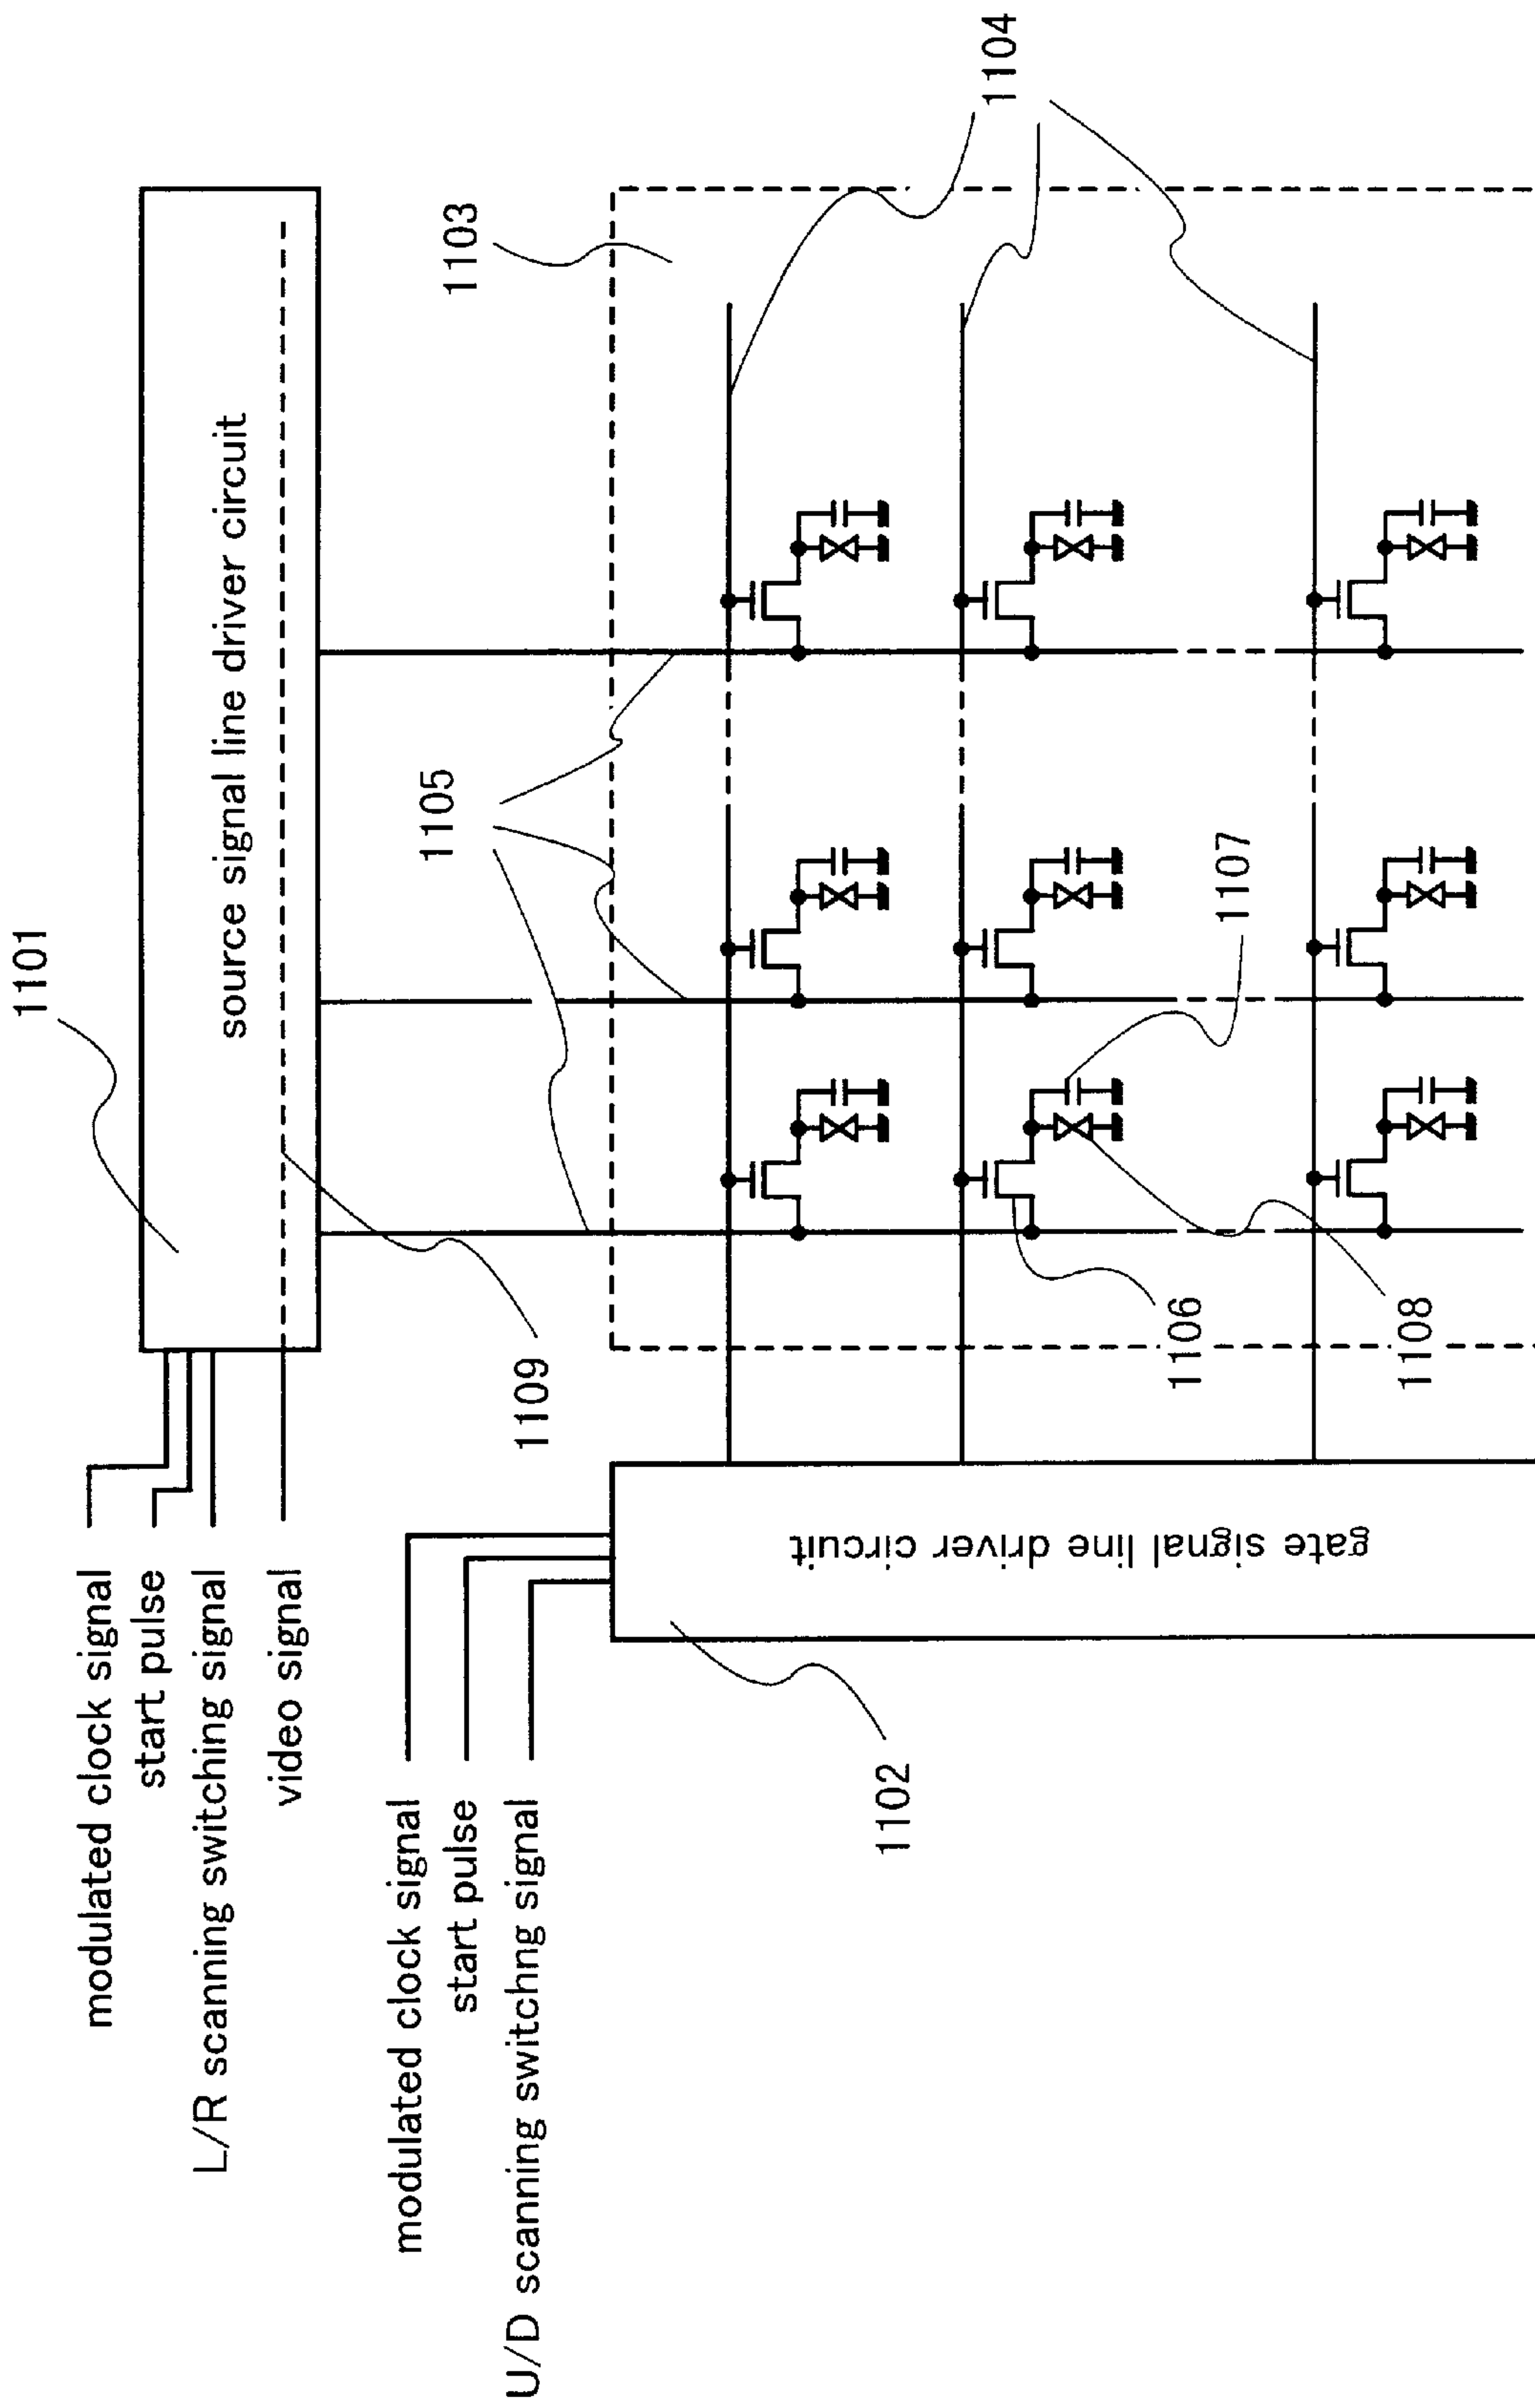 1101
source signal line driver circuit
modulated clock signal
start pulse
L/R scanning switching signal
video signal
1109
1105
1103
1104
modulated clock signal
start pulse
U/D scanning switchng signal
1102
gate signal line driver circuit
1106
1107
1108